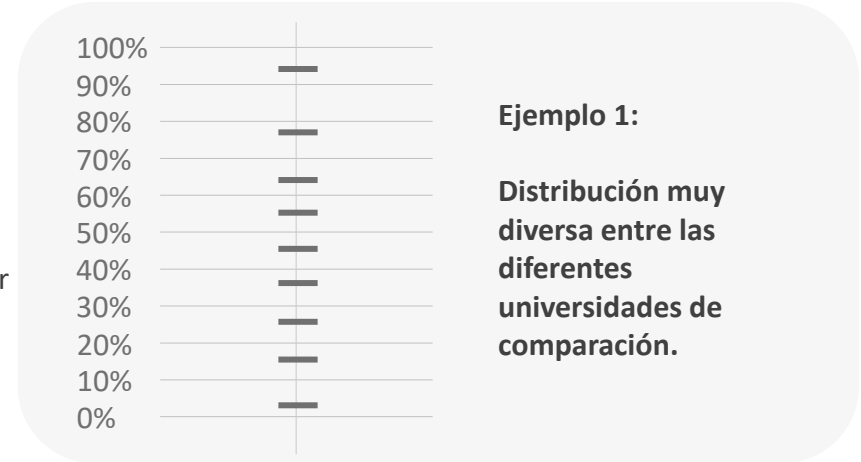 100%
90%
80%
70%
60%
50%
40%
30%
20%
10%
0%
r
Ejemplo 1:
Distribución muy
diversa entre las
diferentes
universidades de
comparación.